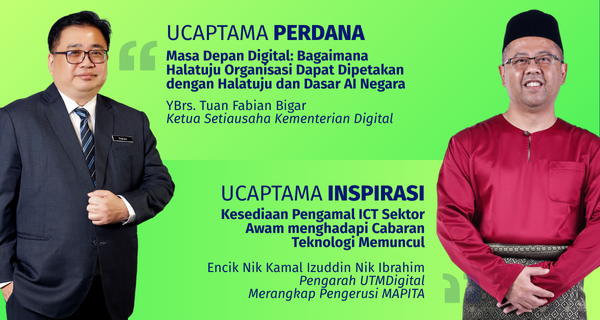 UCAPTAMA PERDANA
Masa Depan Digital: Bagaimana
Halatuju Organisasi Dapat Dipetakan
dengan Halatuju dan Dasar AI Negara
YBrs. Tuan Fabian Bigar
Ketua Setiausaha Kementerian Digital
UCAPTAMA INSPIRASI
Kesediaan Pengamal ICT Sektor
Awam menghadapi Cabaran
Teknologi Memuncul
Encik Nik Kamal Izuddin Nik Ibrahim
Pengarah UTMDigital
Merangkap Pengerusi MAPITA